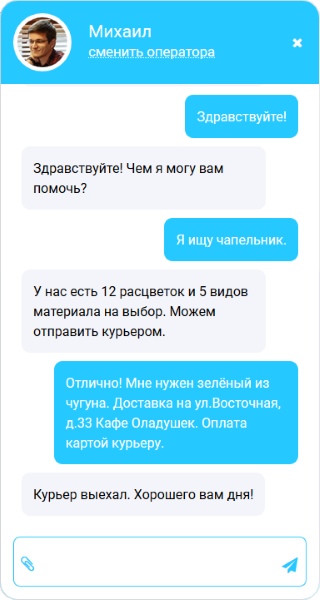 Михаил
сменить оператора
Здравствуйте!
Здравствуйте! Чем я могу вам
помочь?
Я ищу чапельник.
У нас есть 12 расцветок и 5 видов
материала на выбор. Можем
отправить курьером.
Отлично! Мне нужен зелёный из
чугуна. Доставка на ул.Восточная,
д.33 Кафе Оладушек. Оплата
картой курьеру.
Курьер выехал. Хорошего вам дня!